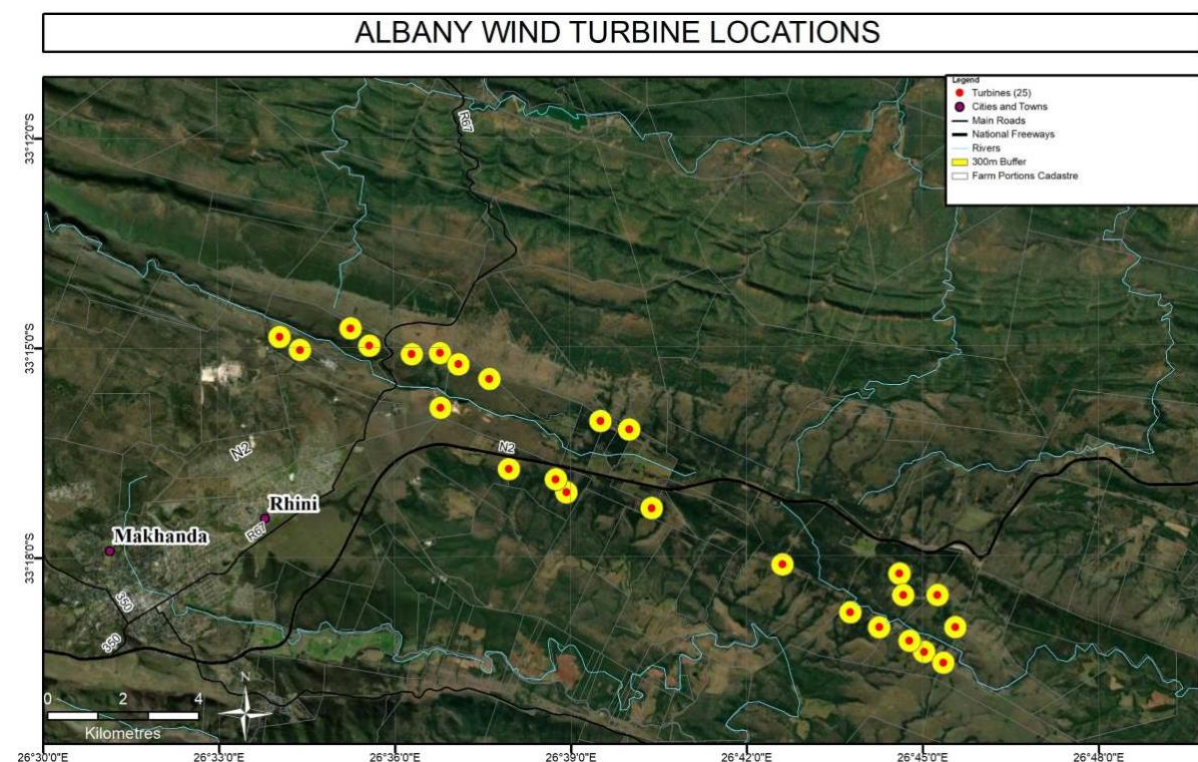 ALBANY WIND TURBINE LOCATIONS
Legend
Turbines (25)
Cities and Towns
Main Roads
National Freeways
Rivers
300m Buffer
Farm Portions Cadastre
R67
33°12'0"S
33°15'0"S
N2
N2
Rhini
R67
Makhanda
33°18'0"S
350
350
N
0 2 4
Kilometres
26°30'0"E 26°33'0"E 26°35'0"E 26°39'0"E 26°42'0"E 26°45'0"E 26°48'0"E